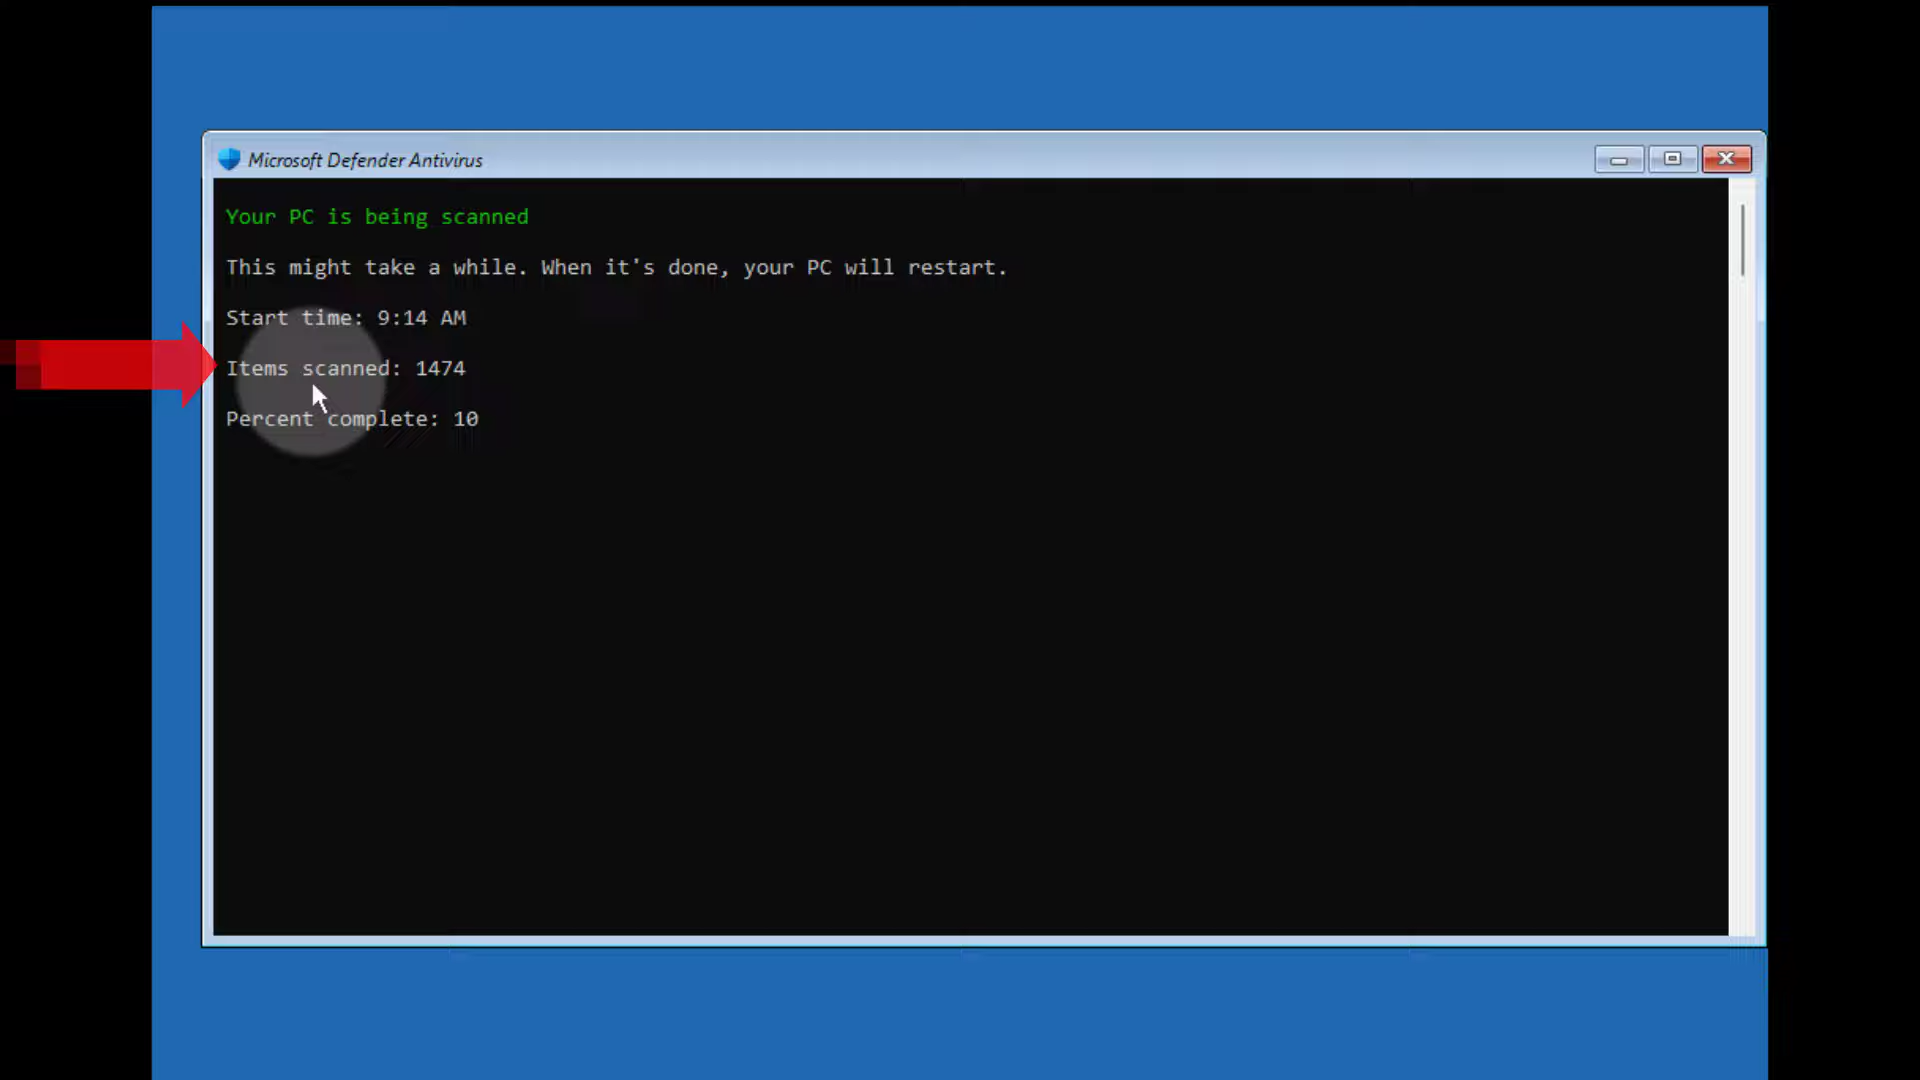 Microsoft Defender Antivirus
Your PC is being scanned
This might take a while. When it's done, your PC will restart.
Start time: 9:14 AM
Items scanned: 1474
Percent complete: 10